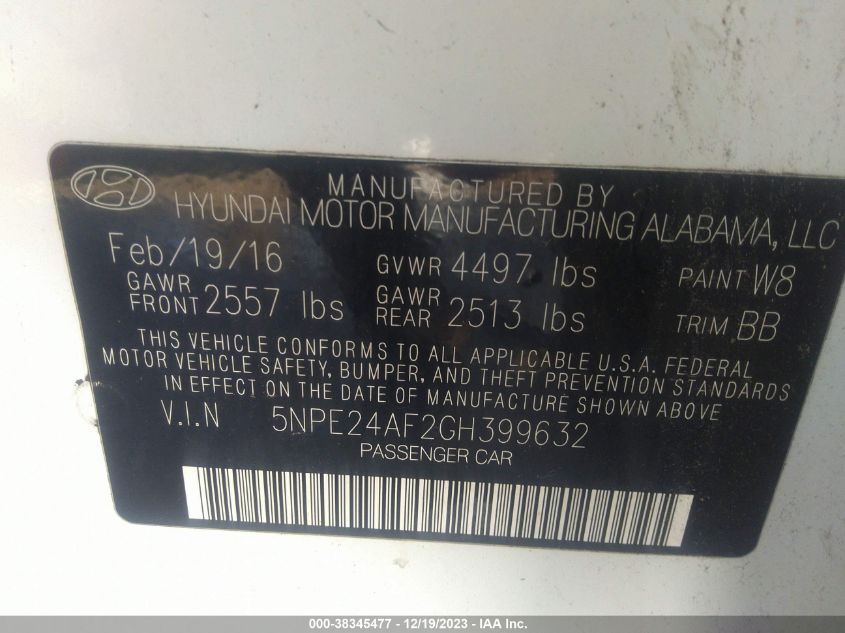 MANUFACTURED BY
HYUNDAI MOTOR MANUFACTURING ALABAMA, LLC
Feb/19/16 GVWR 4497 lbs PAINT W8
GAWR FRONT 2557 lbs GAWR REAR 2513 lbs TRIM BB
THIS VEHICLE CONFORMS TO ALL APPLICABLE U.S.A. FEDERAL
MOTOR VEHICLE SAFETY, BUMPER, AND THEFT PREVENTION STANDARDS
IN EFFECT ON THE DATE OF MANUFACTURE SHOWN ABOVE
V.I.N 5NPE24AF2GH399632
PASSENGER CAR
000-38345477 - 12/19/2023 - IAA Inc.